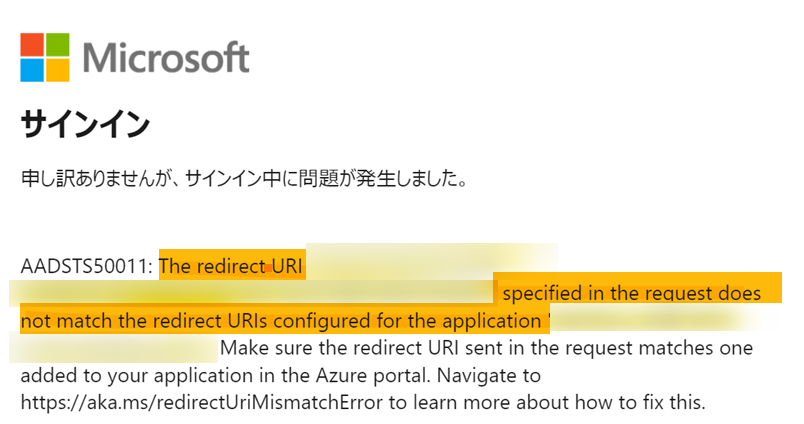 Microsoft
サインイン
申し訳ありませんが、サインイン中に問題が発生しました。
AADSTS50011: The redirect URI
specified in the request does
not match the redirect URIs configured for the application '
Make sure the redirect URI sent in the request matches one
added to your application in the Azure portal. Navigate to
https://aka.ms/redirectUriMismatchError to learn more about how to fix this.